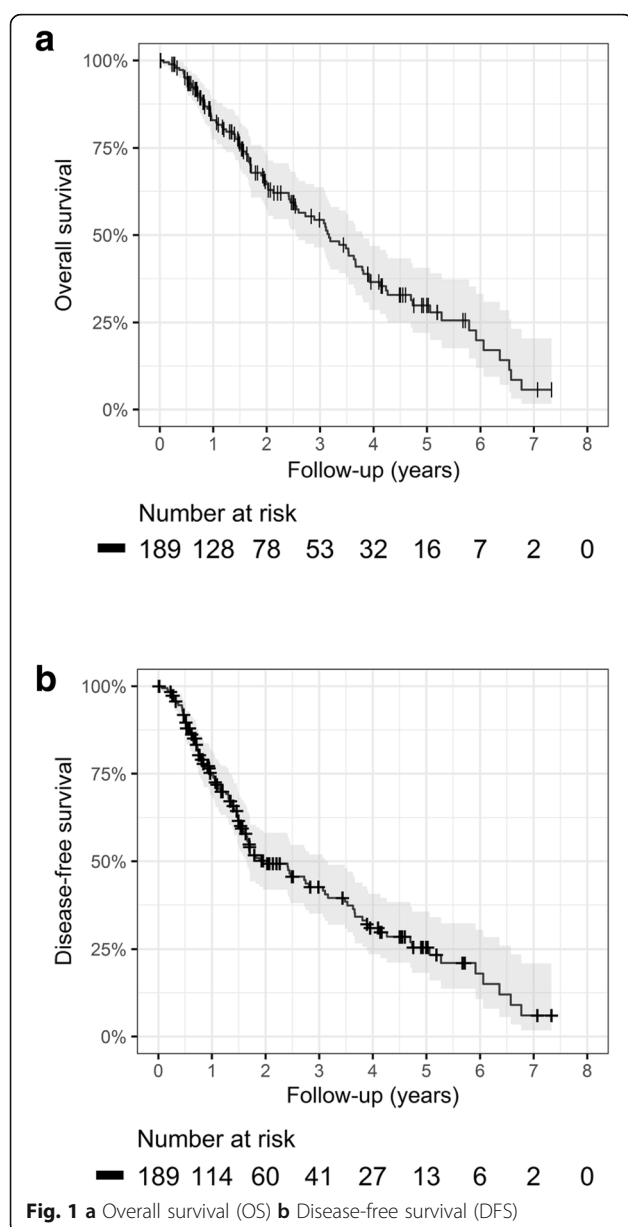 a
100%
75%
50%
25%
0%
Overall survival
0 1 2 3 4 5 6 7 8
Follow-up (years)
Number at risk
189 128 78 53 32 16 7 2 0
b
100%
75%
50%
25%
0%
Disease-free survival
0 1 2 3 4 5 6 7 8
Follow-up (years)
Number at risk
189 114 60 41 27 13 6 2 0
Fig. 1 a Overall survival (OS) b Disease-free survival (DFS)